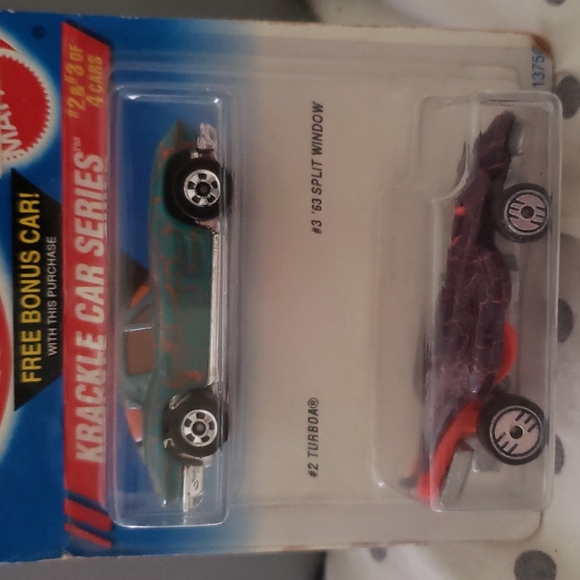 MATT
FREE BONUS CAR!
WITH THIS PURCHASE
KRACKLE CAR SERIES™
#2 & #3 OF
4 CARS
#2 TURBOA®
#3 '63 SPLIT WINDOW